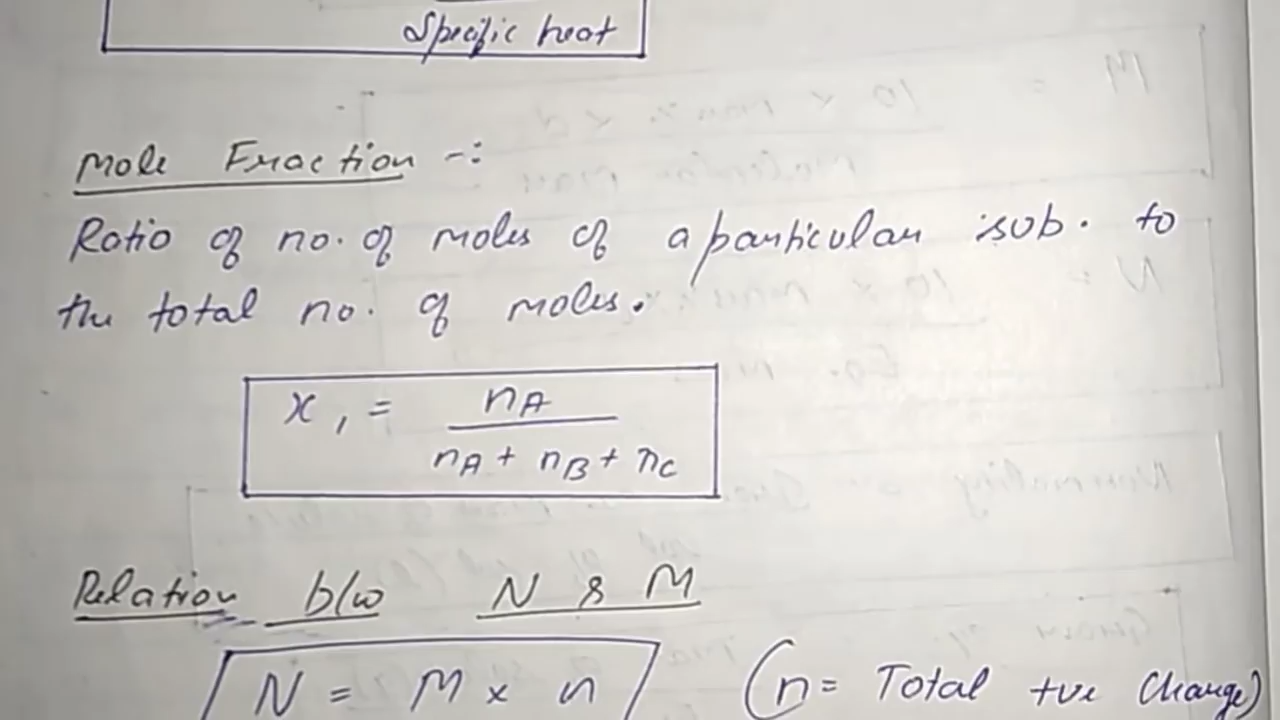 Specific heat
Mole Fraction -:
Ratio of no. of moles of a particular sub. to
the total no. of moles.
x₁ = nA / nA + nB + nC
Relation b/w N & M
N = M × n (n = Total +ve Charge)